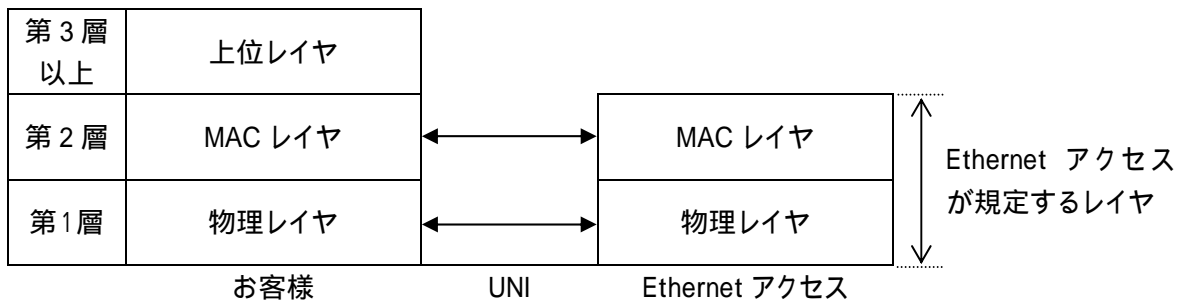 第3層
以上
上位レイヤ
第2層
MAC レイヤ
MAC レイヤ
第1層
物理レイヤ
物理レイヤ
Ethernet アクセス
が規定するレイヤ
お客様
UNI
Ethernet アクセス